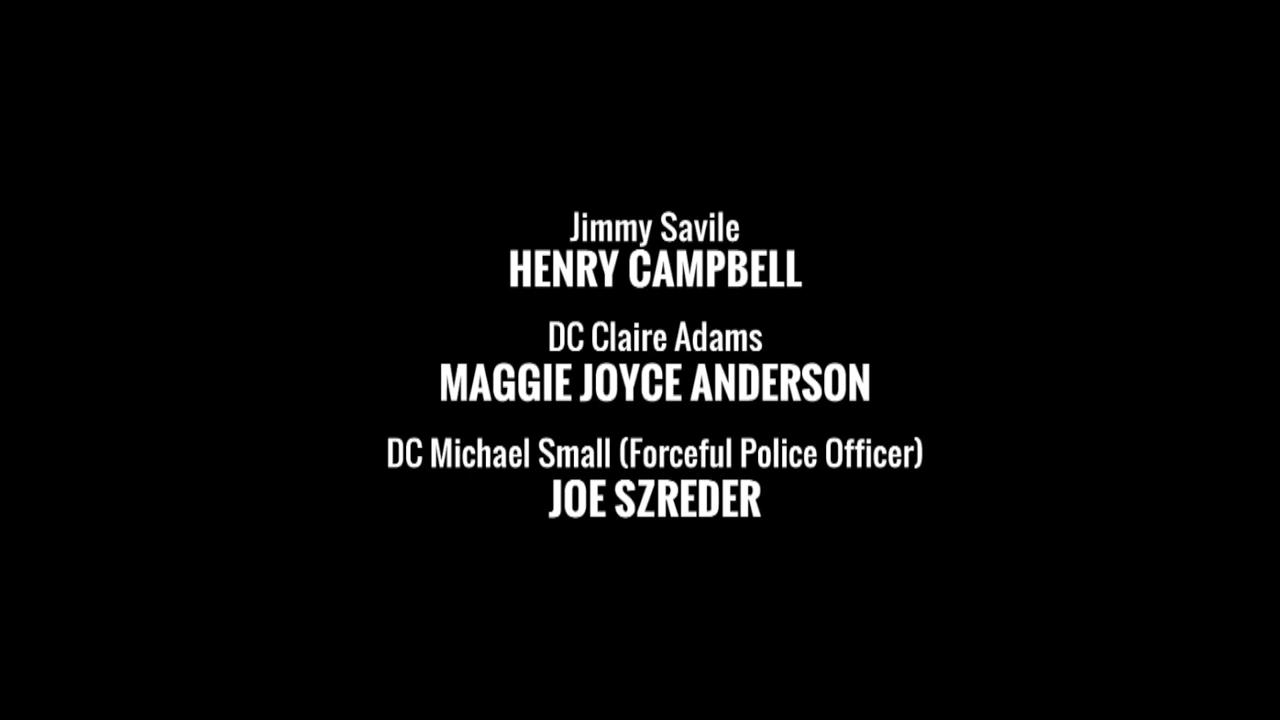 Jimmy Savile
HENRY CAMPBELL
DC Claire Adams
MAGGIE JOYCE ANDERSON
DC Michael Small (Forceful Police Officer)
JOE SZREDER